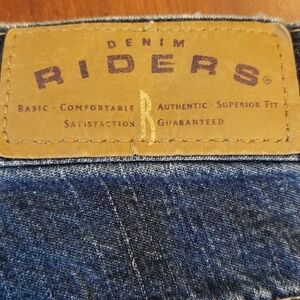 DENIM
RIDERS®
BASIC · COMFORTABLE R AUTHENTIC · SUPERIOR FIT
SATISFACTION GUARANTEED